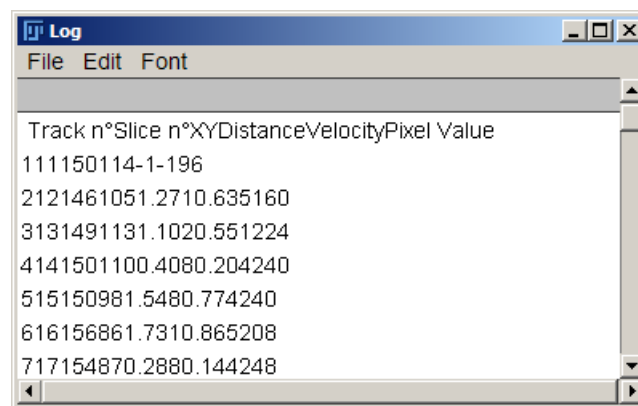 Log
File Edit Font
Track n°Slice n°XYDistanceVelocityPixel Value
111150114-1-196
2121461051.2710.635160
3131491131.1020.551224
4141501100.4080.204240
515150981.5480.774240
616156861.7310.865208
717154870.2880.144248